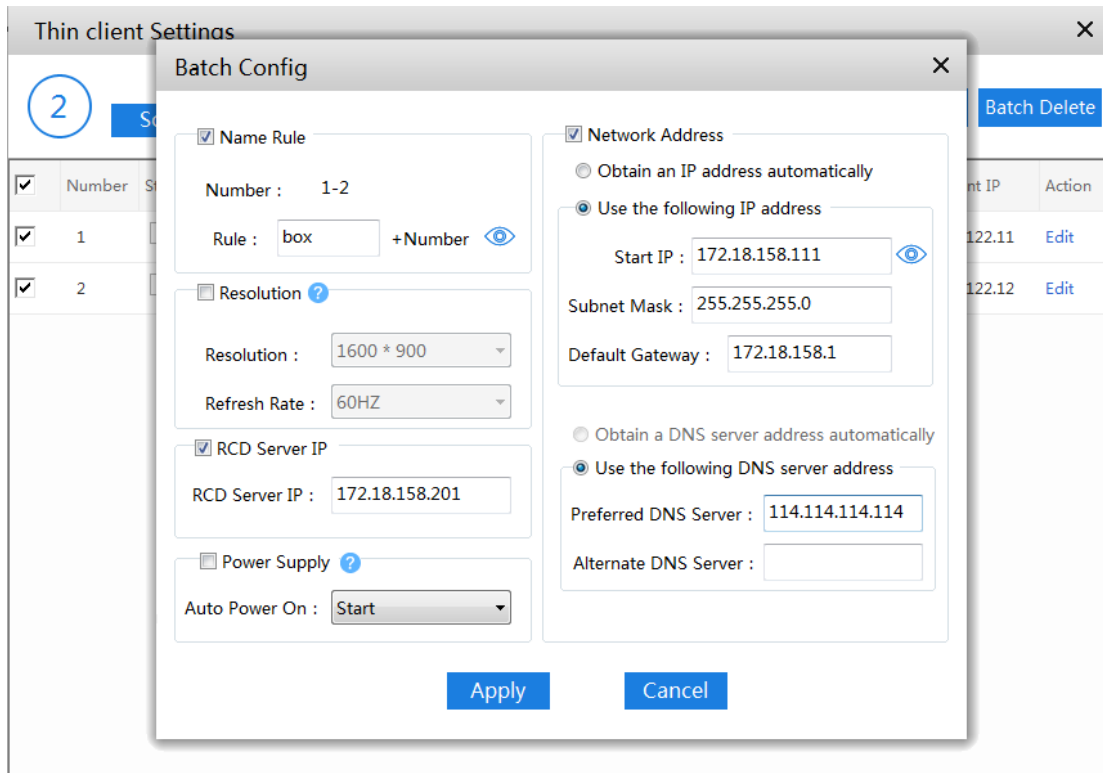 Thin client Settings
Batch Config
2
Batch Delete
Number
nt IP
Action
1
122.11
Edit
2
122.12
Edit
Name Rule
Number : 1-2
Rule : box +Number
Resolution ?
Resolution : 1600 * 900
Refresh Rate : 60HZ
RCD Server IP
RCD Server IP : 172.18.158.201
Power Supply ?
Auto Power On : Start
Network Address
Obtain an IP address automatically
Use the following IP address
Start IP : 172.18.158.111
Subnet Mask : 255.255.255.0
Default Gateway : 172.18.158.1
Obtain a DNS server address automatically
Use the following DNS server address
Preferred DNS Server : 114.114.114.114
Alternate DNS Server :
Apply
Cancel